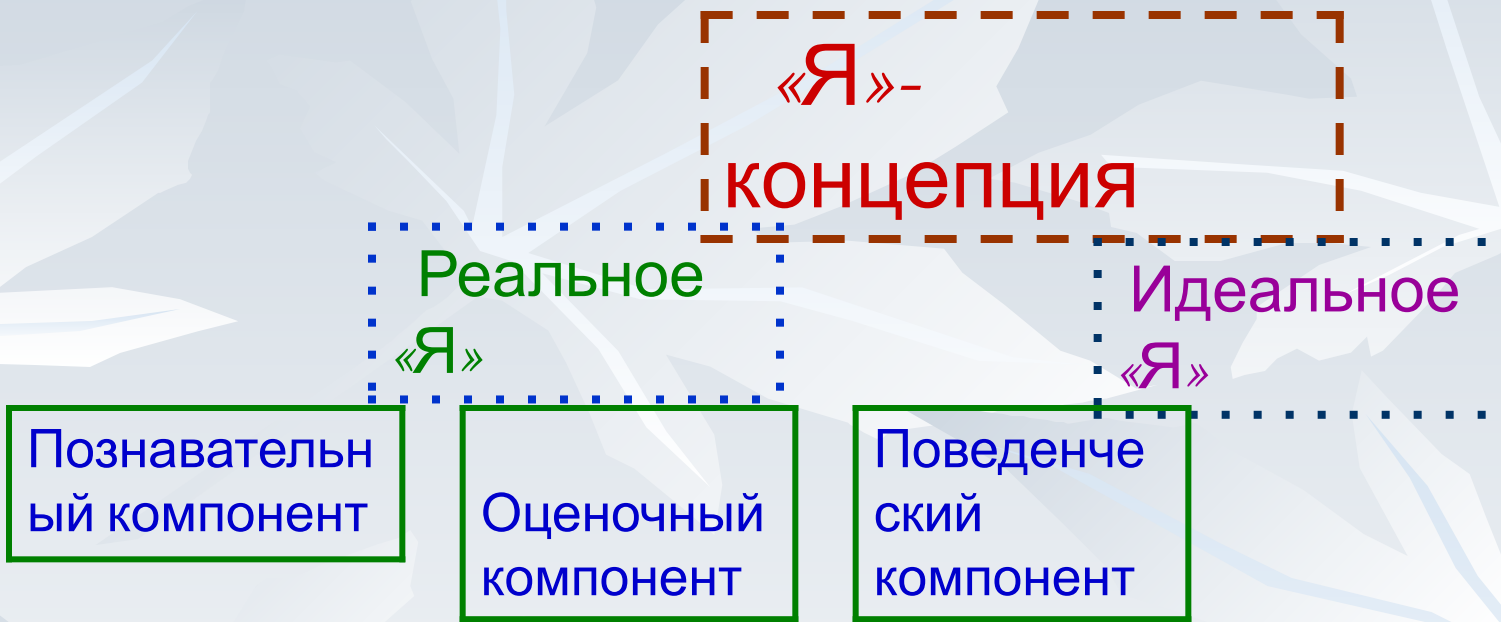 «Я»-
концепция
Реальное
«Я»
Идеальное
«Я»
Познавательн
ый компонент
Оценочный
компонент
Поведенче
ский
компонент